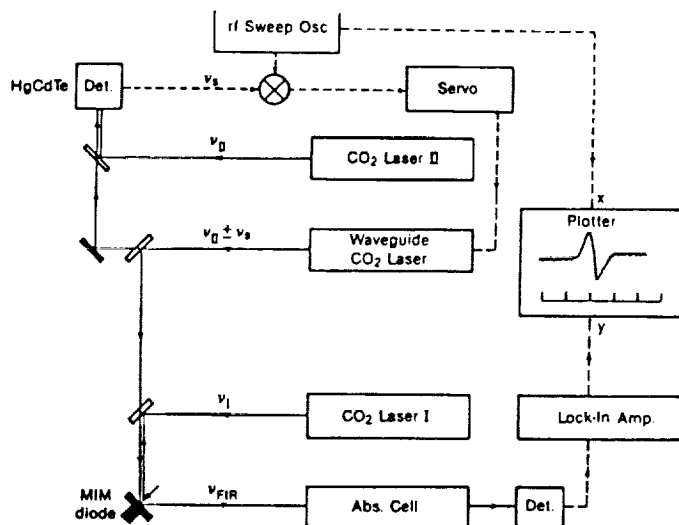 rf Sweep Osc
HgCdTe
Det.
νs
Servo
νII
CO2 Laser II
x
Plotter
νII ± νs
Waveguide
CO2 Laser
y
νI
CO2 Laser I
Lock-In Amp.
MIM
diode
νFIR
Abs. Cell
Det.